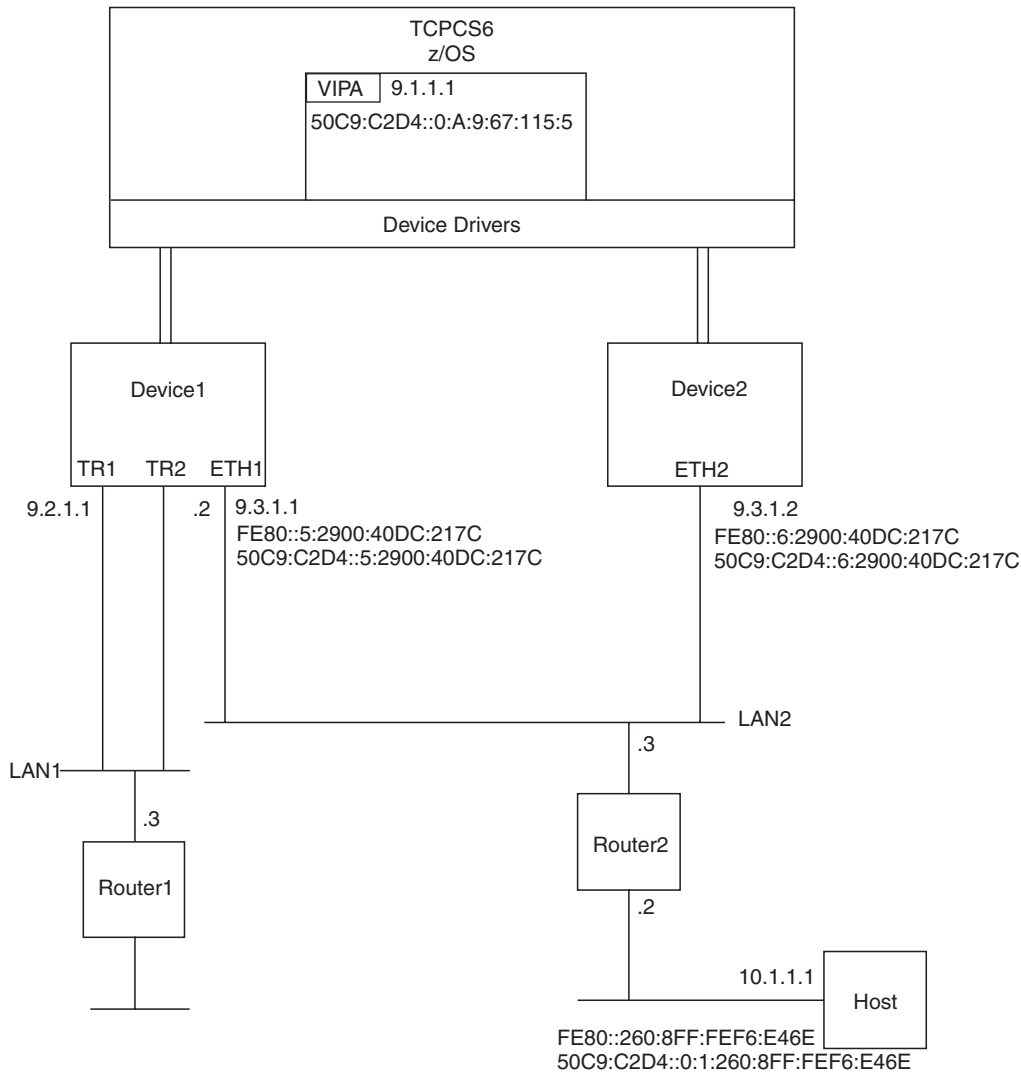 TCPCS6
z/OS
VIPA 9.1.1.1
50C9:C2D4::0:A:9:67:115:5
Device Drivers
Device1
Device2
TR1 TR2 ETH1
ETH2
9.2.1.1 .2 9.3.1.1
FE80::5:2900:40DC:217C
50C9:C2D4::5:2900:40DC:217C
9.3.1.2
FE80::6:2900:40DC:217C
50C9:C2D4::6:2900:40DC:217C
LAN2
.3
LAN1
.3
Router2
Router1
.2
10.1.1.1
Host
FE80::260:8FF:FEF6:E46E
50C9:C2D4::0:1:260:8FF:FEF6:E46E